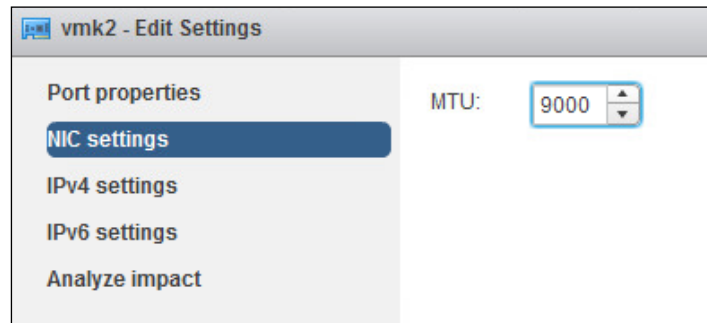 vmk2 - Edit Settings
Port properties
NIC settings
IPv4 settings
IPv6 settings
Analyze impact
MTU: 9000